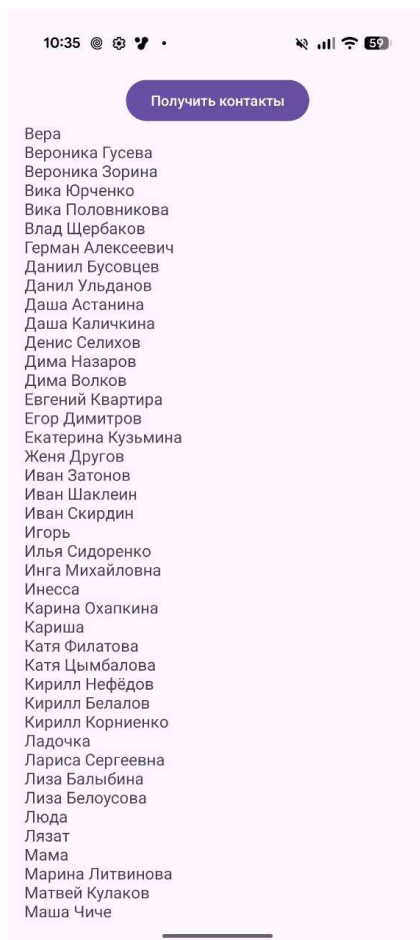 10:35
59
Получить контакты
Вера
Вероника Гусева
Вероника Зорина
Вика Юрченко
Вика Половникова
Влад Щербаков
Герман Алексеевич
Даниил Бусовцев
Данил Ульданов
Даша Астанина
Даша Каличкина
Денис Селихов
Дима Назаров
Дима Волков
Евгений Квартира
Егор Димитров
Екатерина Кузьмина
Женя Другов
Иван Затонов
Иван Шаклеин
Иван Скирдин
Игорь
Илья Сидоренко
Инга Михайловна
Инесса
Карина Охапкина
Кариша
Катя Филатова
Катя Цымбалова
Кирилл Нефёдов
Кирилл Белалов
Кирилл Корниенко
Ладочка
Лариса Сергеевна
Лиза Балыбина
Лиза Белоусова
Люда
Лязат
Мама
Марина Литвинова
Матвей Кулаков
Маша Чиче